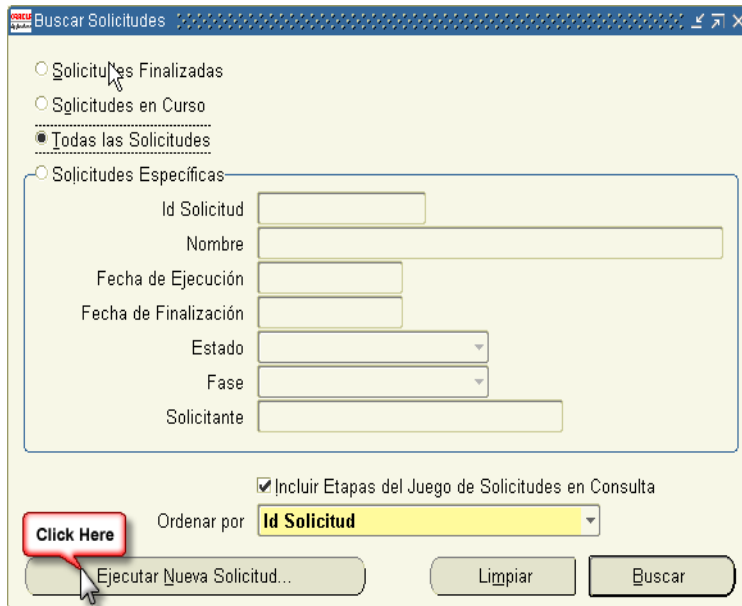 ORACLE
Buscar Solicitudes
Solicitudes Finalizadas
Solicitudes en Curso
Todas las Solicitudes
Solicitudes Específicas
Id Solicitud
Nombre
Fecha de Ejecución
Fecha de Finalización
Estado
Fase
Solicitante
Incluir Etapas del Juego de Solicitudes en Consulta
Ordenar por Id Solicitud
Click Here
Ejecutar Nueva Solicitud... Limpiar Buscar